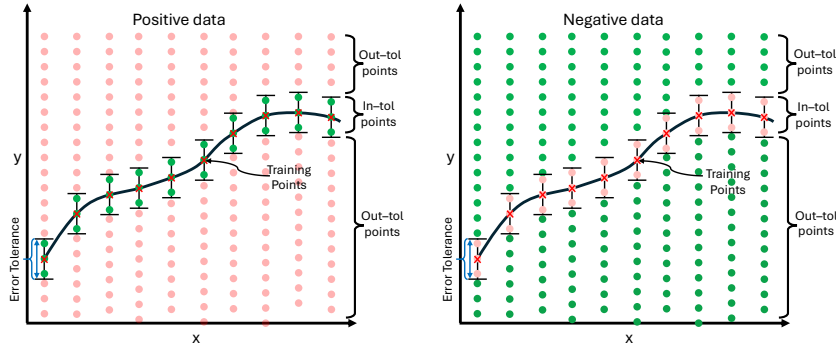 Positive data
Out–tol
points
In–tol
points
y
Training
Points
Out–tol
points
Error Tolerance
x
Negative data
Out–tol
points
In–tol
points
y
Training
Points
Out–tol
points
Error Tolerance
x